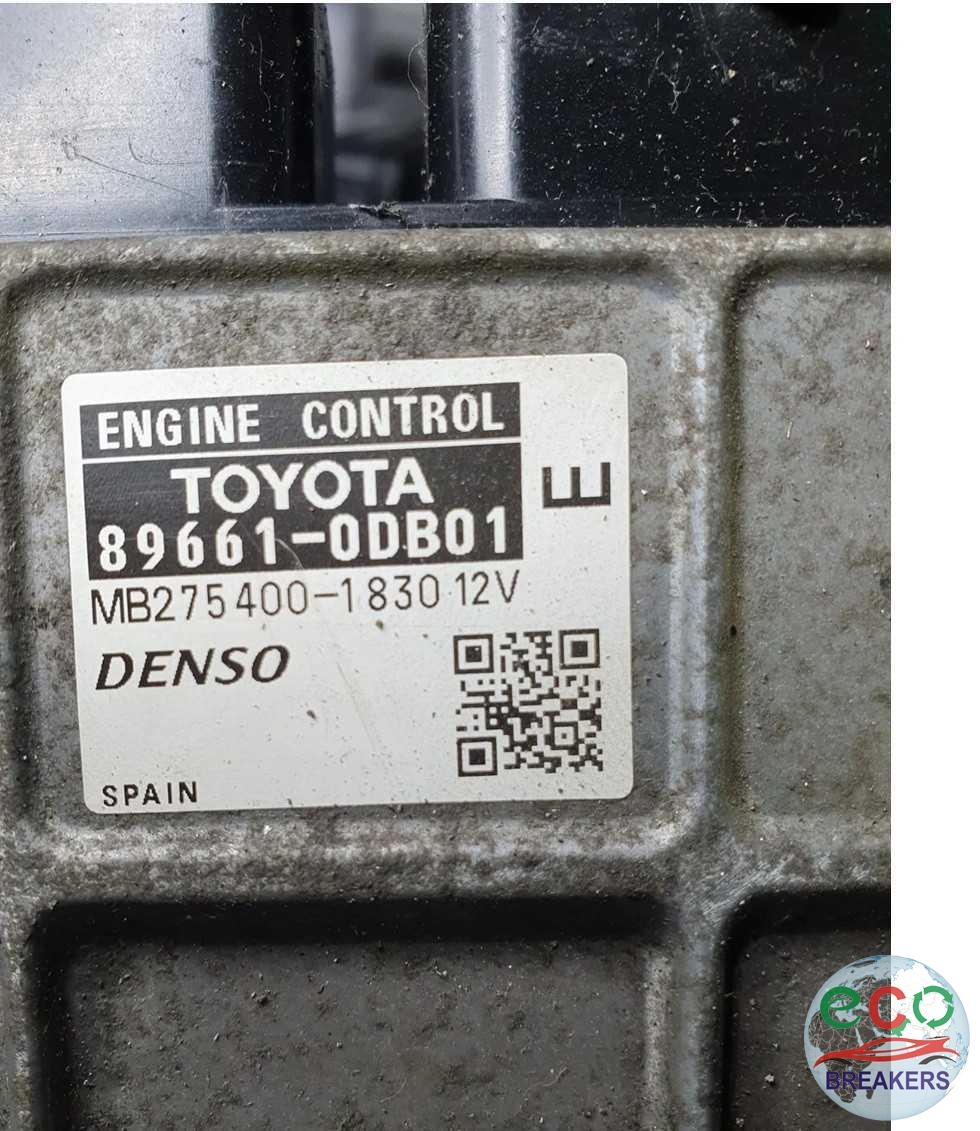 ENGINE CONTROL
TOYOTA
89661-0DB01
E
MB275400-1830 12V
DENSO
SPAIN
eco
BREAKERS